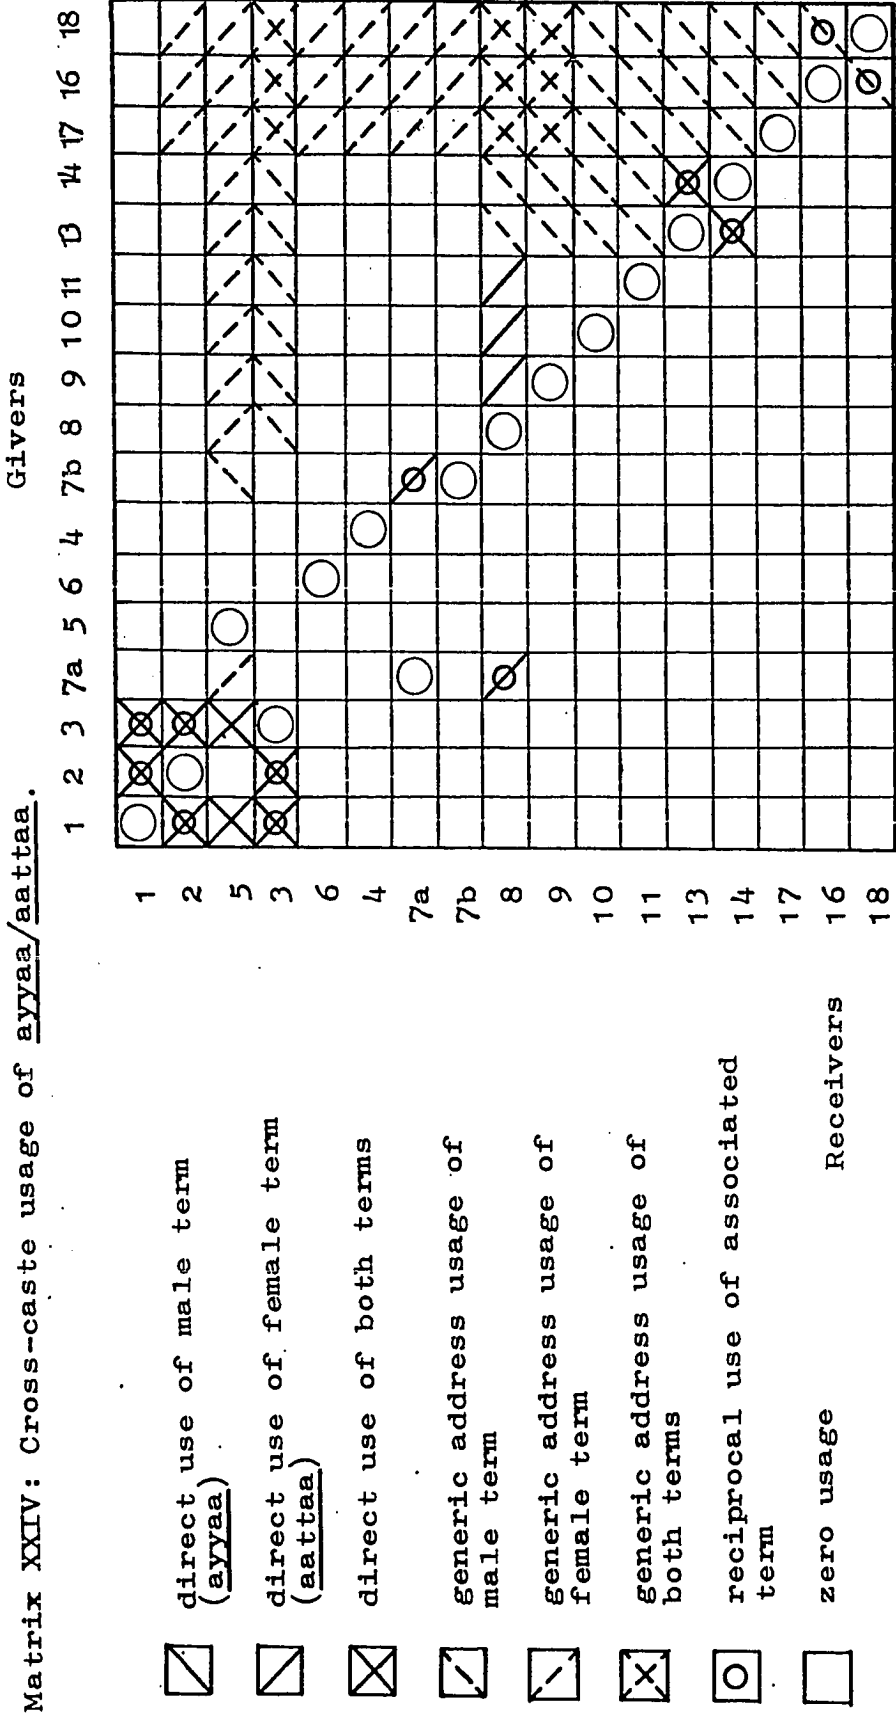 Matrix XXIV: Cross-caste usage of ayyaa/aattaa.
Givers
1 2 3 7a 5 6 4 7b 8 9 10 11 13 14 17 16 18
1
2
5
3
6
4
7a
7b
8
9
10
11
13
14
17
16
18
Receivers
direct use of male term
(ayyaa)
direct use of female term
(aattaa)
direct use of both terms
generic address usage of
male term
generic address usage of
female term
generic address usage of
both terms
reciprocal use of associated
term
zero usage